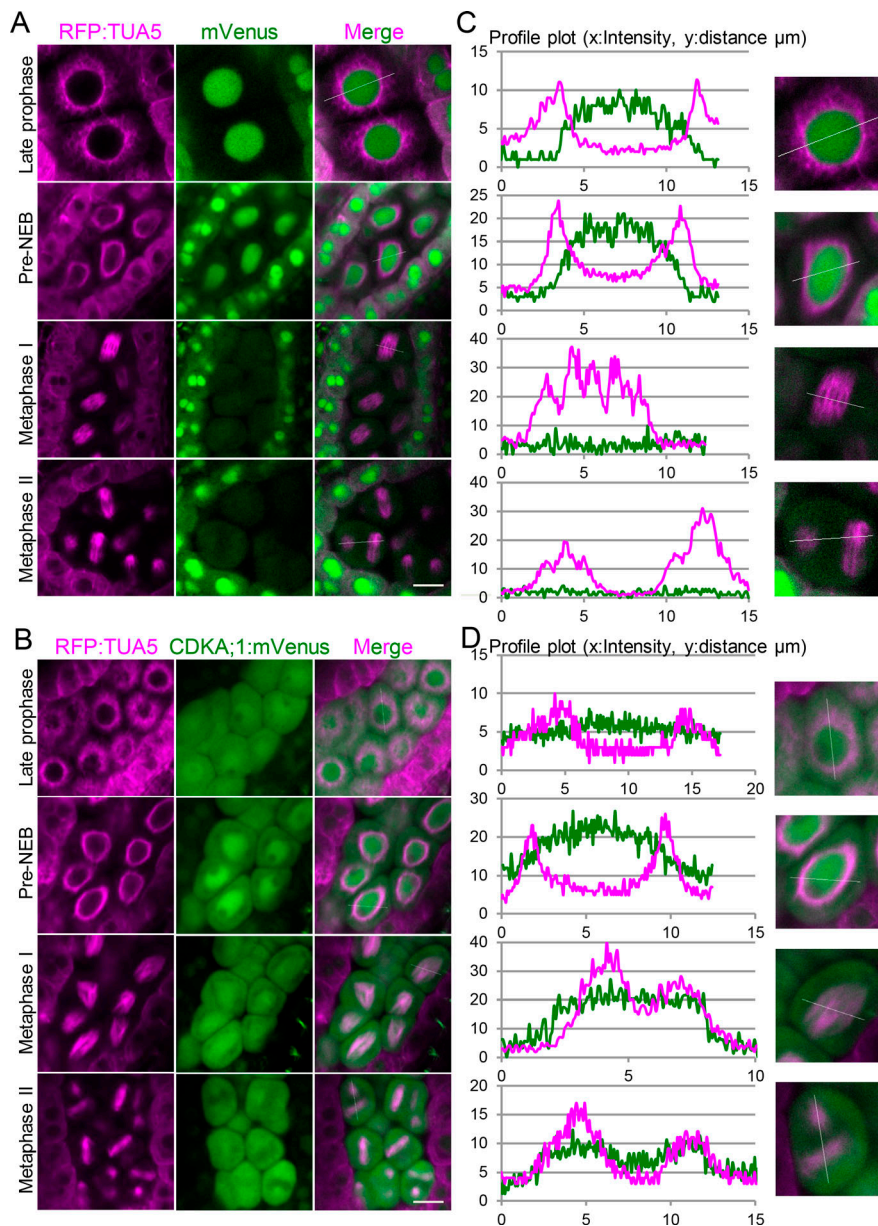 A
RFP:TUA5 mVenus Merge
Late prophase
Pre-NEB
Metaphase I
Metaphase II
C
Profile plot (x:Intensity, y:distance µm)
15
10
5
0
0 5 10 15
25
20
15
10
5
0
0 5 10 15
40
30
20
10
0
0 5 10 15
40
30
20
10
0
0 5 10 15
B
RFP:TUA5 CDKA;1:mVenus Merge
Late prophase
Pre-NEB
Metaphase I
Metaphase II
D
Profile plot (x:Intensity, y:distance µm)
15
10
5
0
0 5 10 15 20
30
20
10
0
0 5 10 15
40
30
20
10
0
0 5 10
20
15
10
5
0
0 5 10 15